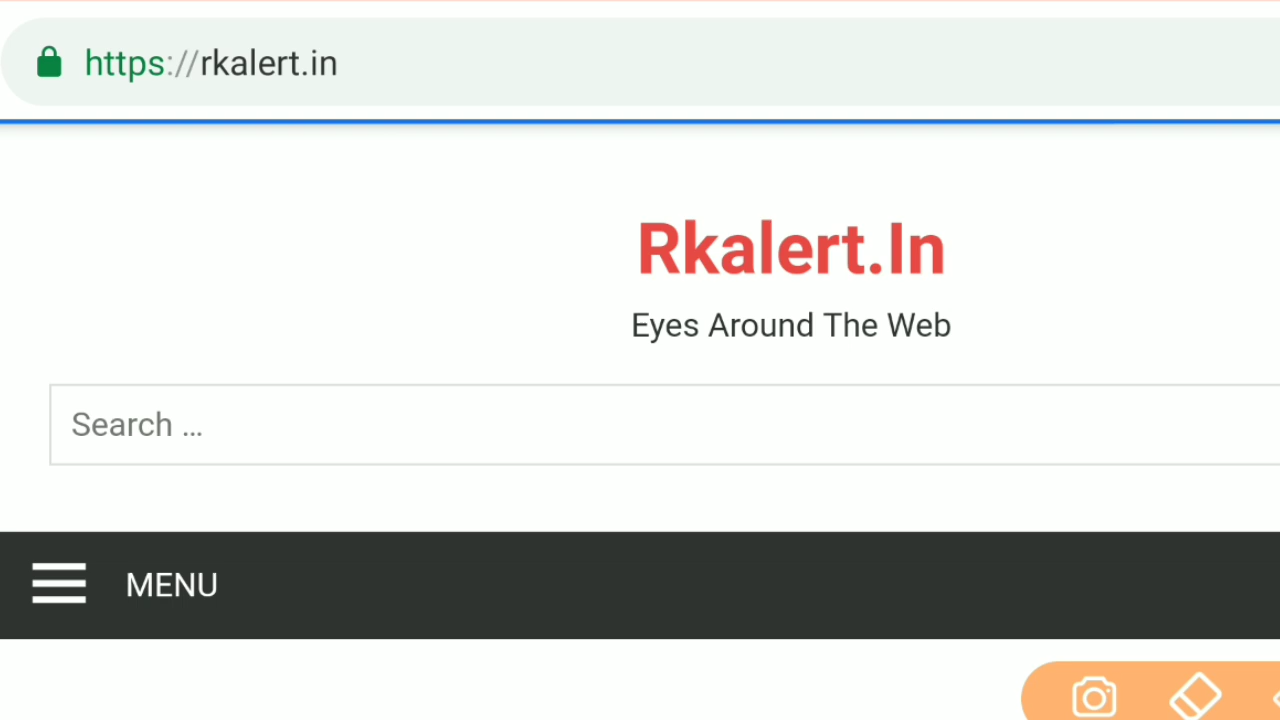 https://rkalert.in
Rkalert.In
Eyes Around The Web
Search ...
MENU